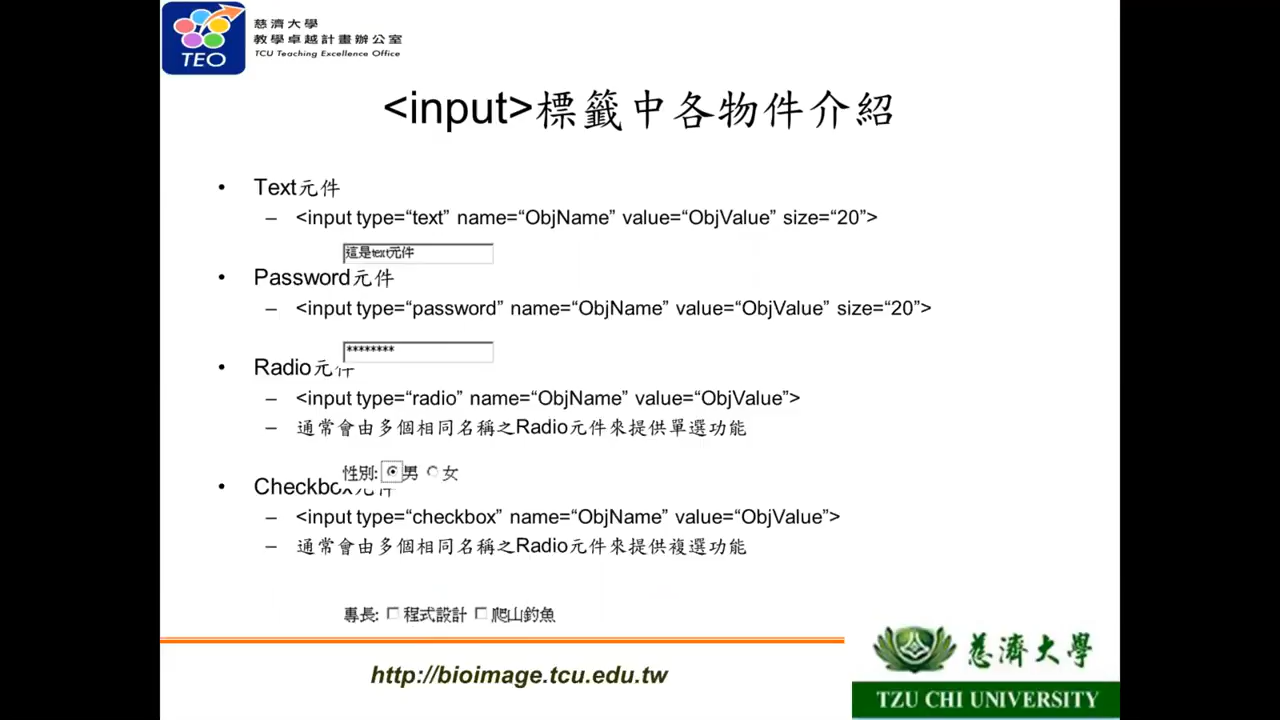 TEO
慈濟大學
教學卓越計畫辦公室
TCU Teaching Excellence Office
<input>標籤中各物件介紹
• Text元件
– <input type=“text” name=“ObjName” value=“ObjValue” size=“20”>
這是text元件
• Password元件
– <input type=“password” name=“ObjName” value=“ObjValue” size=“20”>
********
• Radio元件
– <input type=“radio” name=“ObjName” value=“ObjValue”>
– 通常會由多個相同名稱之Radio元件來提供單選功能
性別: 男 女
• Checkbox元件
– <input type=“checkbox” name=“ObjName” value=“ObjValue”>
– 通常會由多個相同名稱之Radio元件來提供複選功能
專長: 程式設計 爬山釣魚
http://bioimage.tcu.edu.tw
慈濟大學
TZU CHI UNIVERSITY